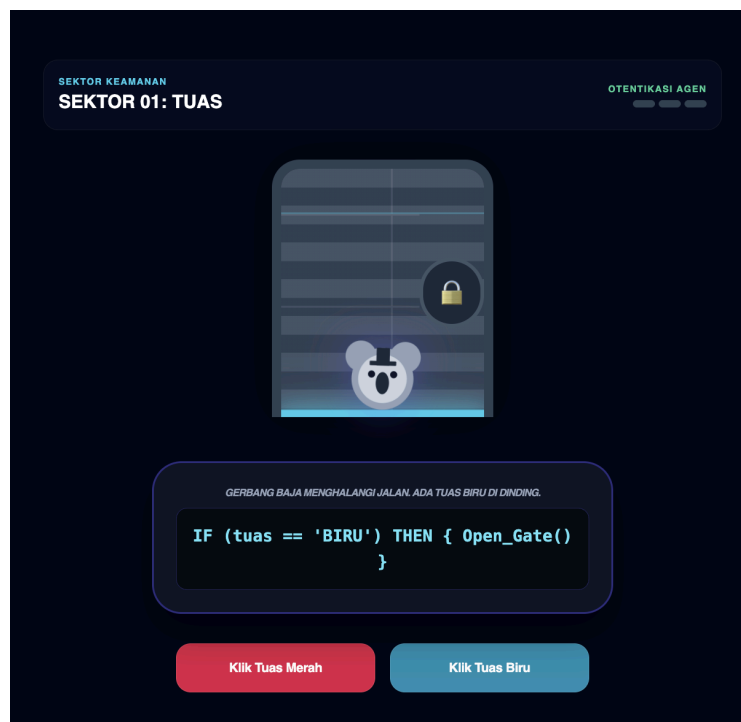 SEKTOR KEAMANAN
SEKTOR 01: TUAS
OTENTIKASI AGEN
GERBANG BAJA MENGHALANGI JALAN. ADA TUAS BIRU DI DINDING.
IF (tuas == 'BIRU') THEN { Open_Gate()
}
Klik Tuas Merah
Klik Tuas Biru